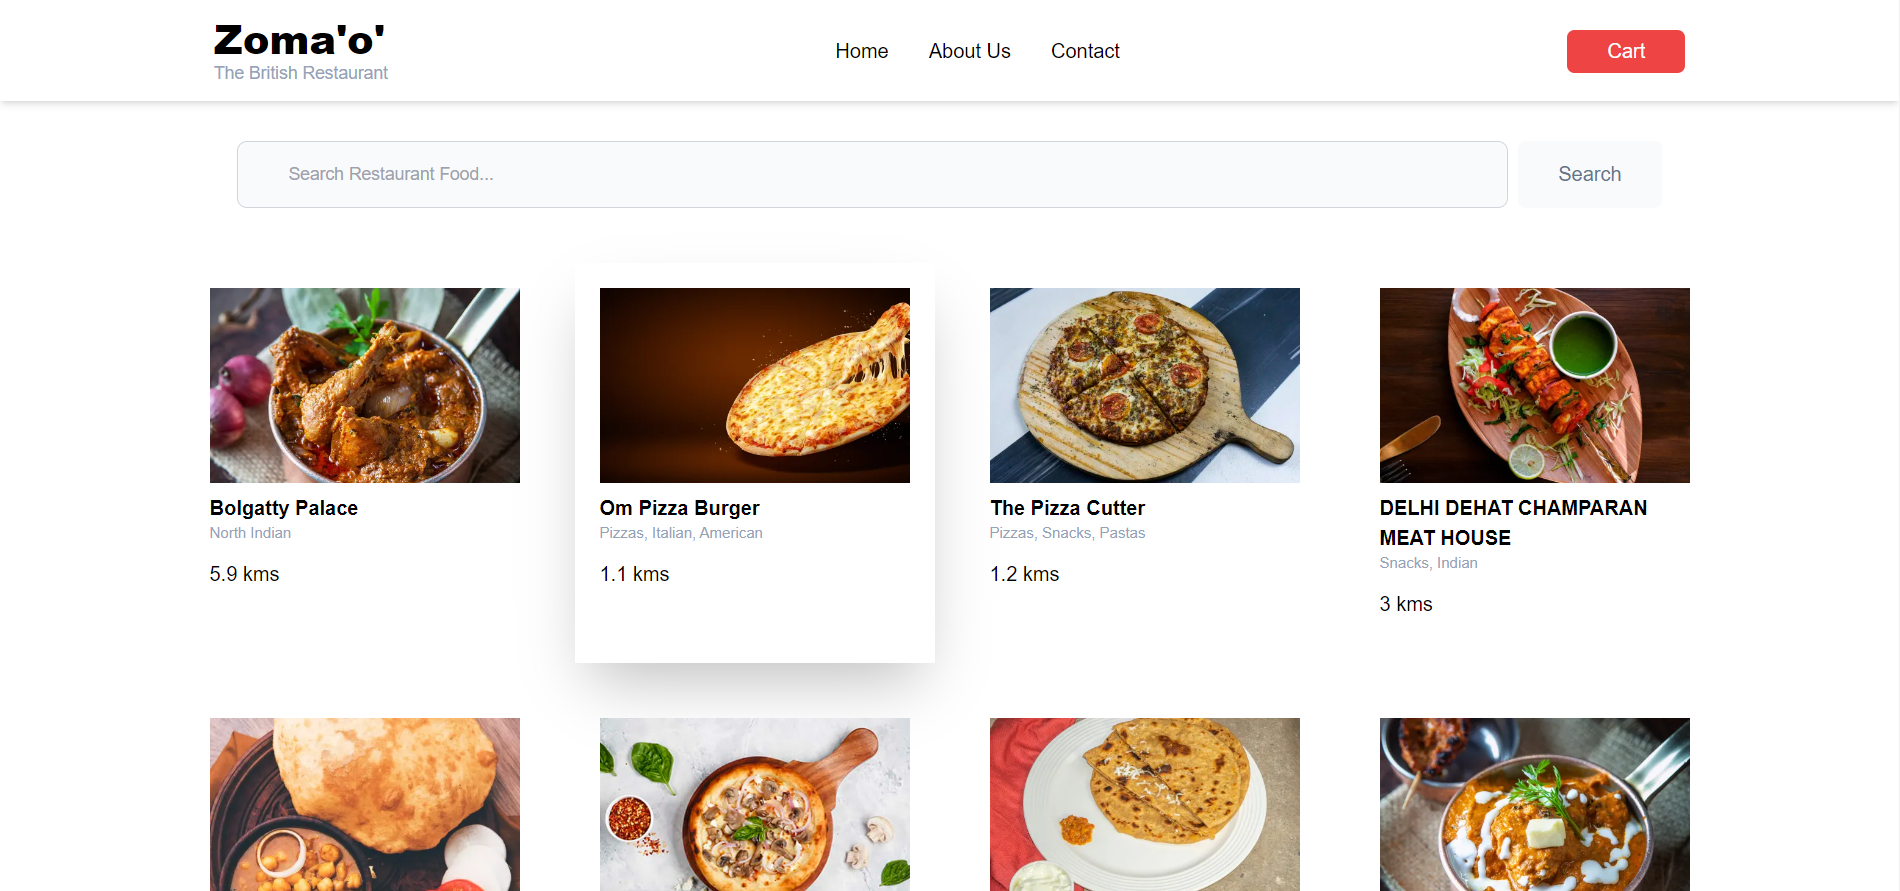 Zoma'o'
The British Restaurant
Home
About Us
Contact
Cart
Search Restaurant Food...
Search
Bolgatty Palace
North Indian
5.9 kms
Om Pizza Burger
Pizzas, Italian, American
1.1 kms
The Pizza Cutter
Pizzas, Snacks, Pastas
1.2 kms
DELHI DEHAT CHAMPARAN
MEAT HOUSE
Snacks, Indian
3 kms